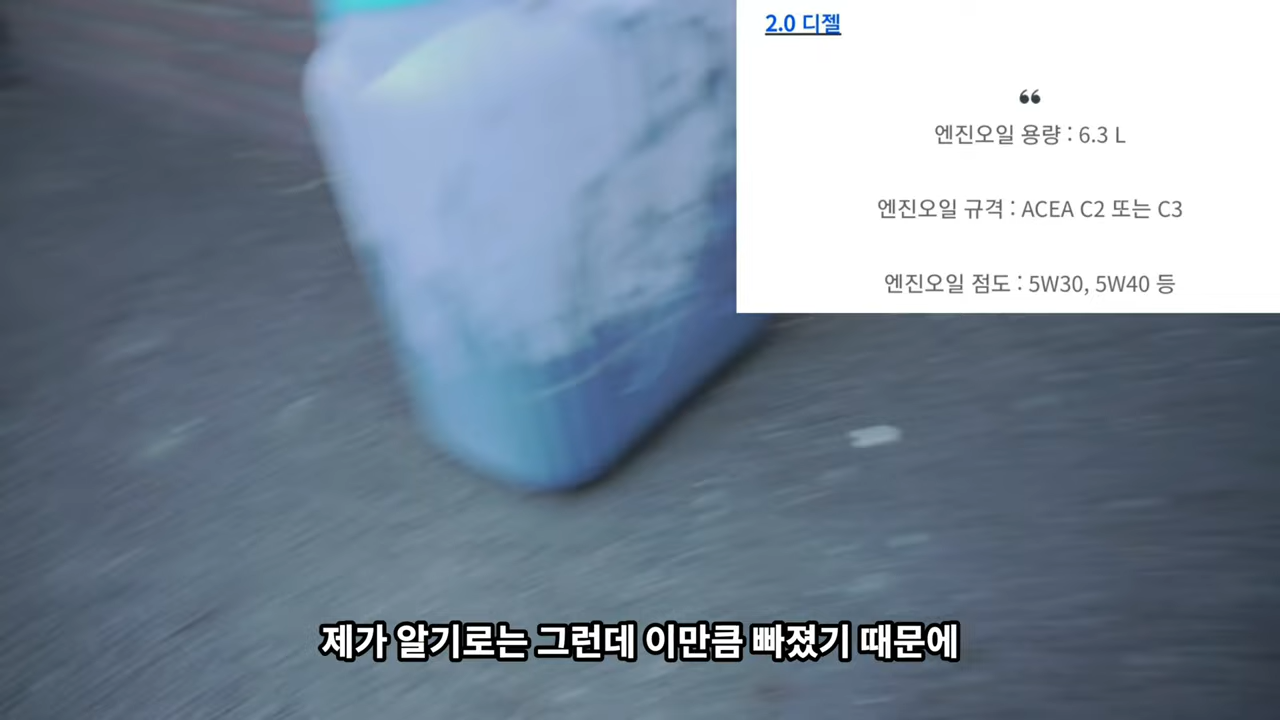 2.0 디젤
❝
엔진오일 용량 : 6.3 L
엔진오일 규격 : ACEA C2 또는 C3
엔진오일 점도 : 5W30, 5W40 등
제가 알기로는 그런데 이만큼 빠졌기 때문에